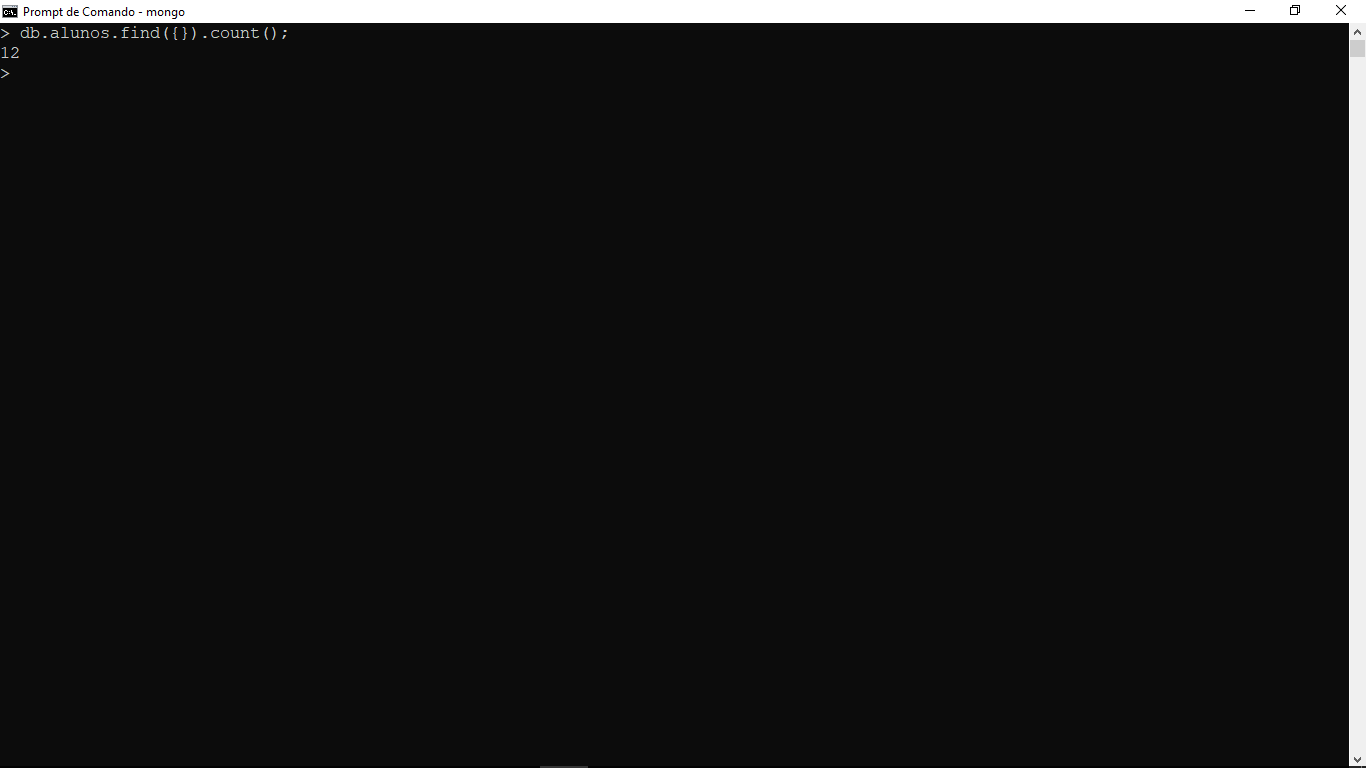 Prompt de Comando - mongo
> db.alunos.find({}).count();
12
>